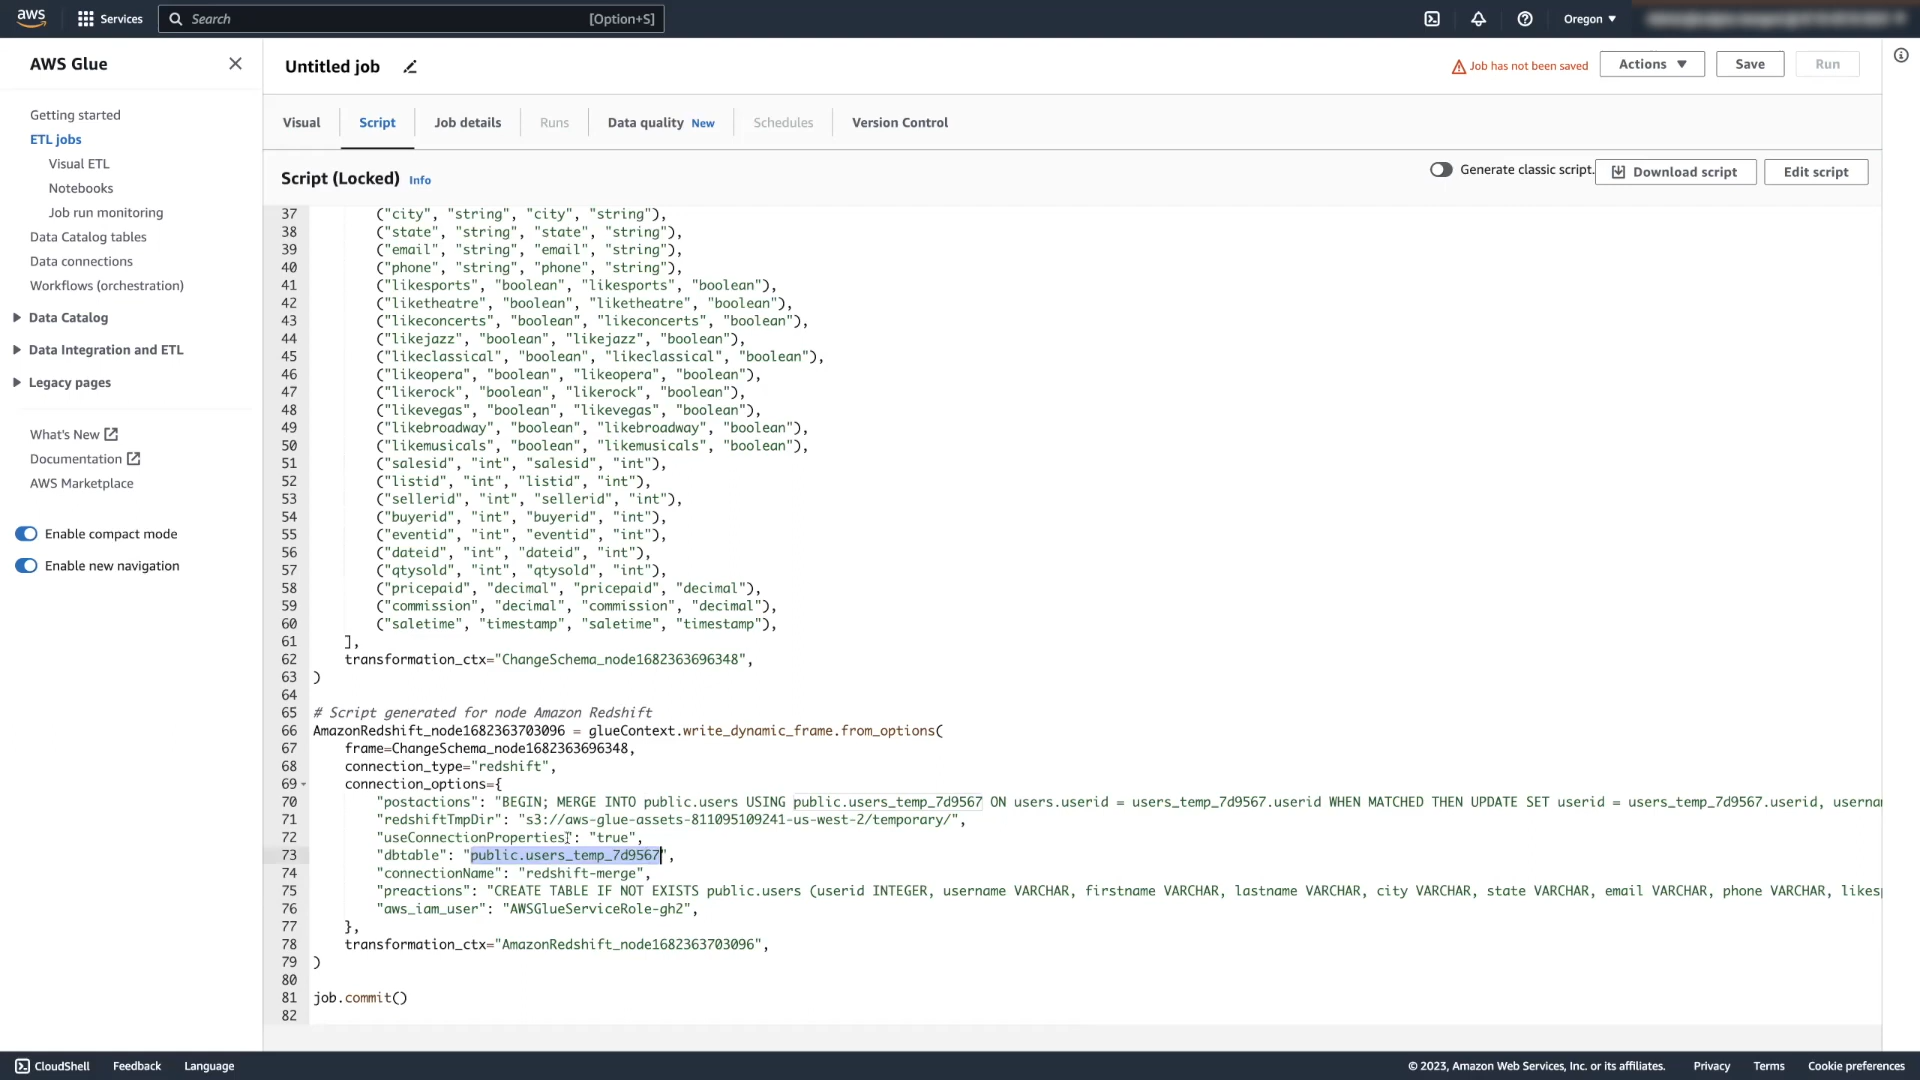 aws
Services
Search
[Option+S]
Oregon
AWS Glue
Getting started
ETL jobs
Visual ETL
Notebooks
Job run monitoring
Data Catalog tables
Data connections
Workflows (orchestration)
Data Catalog
Data Integration and ETL
Legacy pages
What's New
Documentation
AWS Marketplace
Enable compact mode
Enable new navigation
Untitled job
Job has not been saved
Actions
Save
Run
Visual
Script
Job details
Runs
Data quality New
Schedules
Version Control
Script (Locked) Info
Generate classic script.
Download script
Edit script
37 ("city", "string", "city", "string"),
38 ("state", "string", "state", "string"),
39 ("email", "string", "email", "string"),
40 ("phone", "string", "phone", "string"),
41 ("likesports", "boolean", "likesports", "boolean"),
42 ("liketheatre", "boolean", "liketheatre", "boolean"),
43 ("likeconcerts", "boolean", "likeconcerts", "boolean"),
44 ("likejazz", "boolean", "likejazz", "boolean"),
45 ("likeclassical", "boolean", "likeclassical", "boolean"),
46 ("likeopera", "boolean", "likeopera", "boolean"),
47 ("likerock", "boolean", "likerock", "boolean"),
48 ("likevegas", "boolean", "likevegas", "boolean"),
49 ("likebroadway", "boolean", "likebroadway", "boolean"),
50 ("likemusicals", "boolean", "likemusicals", "boolean"),
51 ("salesid", "int", "salesid", "int"),
52 ("listid", "int", "listid", "int"),
53 ("sellerid", "int", "sellerid", "int"),
54 ("buyerid", "int", "buyerid", "int"),
55 ("eventid", "int", "eventid", "int"),
56 ("dateid", "int", "dateid", "int"),
57 ("qtysold", "int", "qtysold", "int"),
58 ("pricepaid", "decimal", "pricepaid", "decimal"),
59 ("commission", "decimal", "commission", "decimal"),
60 ("saletime", "timestamp", "saletime", "timestamp"),
61 ],
62 transformation_ctx="ChangeSchema_node1682363696348",
63 )
64
65 # Script generated for node Amazon Redshift
66 AmazonRedshift_node1682363703096 = glueContext.write_dynamic_frame.from_options(
67 frame=ChangeSchema_node1682363696348,
68 connection_type="redshift",
69 connection_options={
70 "postactions": "BEGIN; MERGE INTO public.users USING public.users_temp_7d9567 ON users.userid = users_temp_7d9567.userid WHEN MATCHED THEN UPDATE SET userid = users_temp_7d9567.userid, userna
71 "redshiftTmpDir": "s3://aws-glue-assets-811095109241-us-west-2/temporary/",
72 "useConnectionProperties": "true",
73 "dbtable": "public.users_temp_7d9567",
74 "connectionName": "redshift-merge",
75 "preactions": "CREATE TABLE IF NOT EXISTS public.users (userid INTEGER, username VARCHAR, firstname VARCHAR, lastname VARCHAR, city VARCHAR, state VARCHAR, email VARCHAR, phone VARCHAR, likesp
76 "aws_iam_user": "AWSGlueServiceRole-gh2",
77 },
78 transformation_ctx="AmazonRedshift_node1682363703096",
79 )
80
81 job.commit()
82
CloudShell
Feedback
Language
© 2023, Amazon Web Services, Inc. or its affiliates.
Privacy
Terms
Cookie preferences